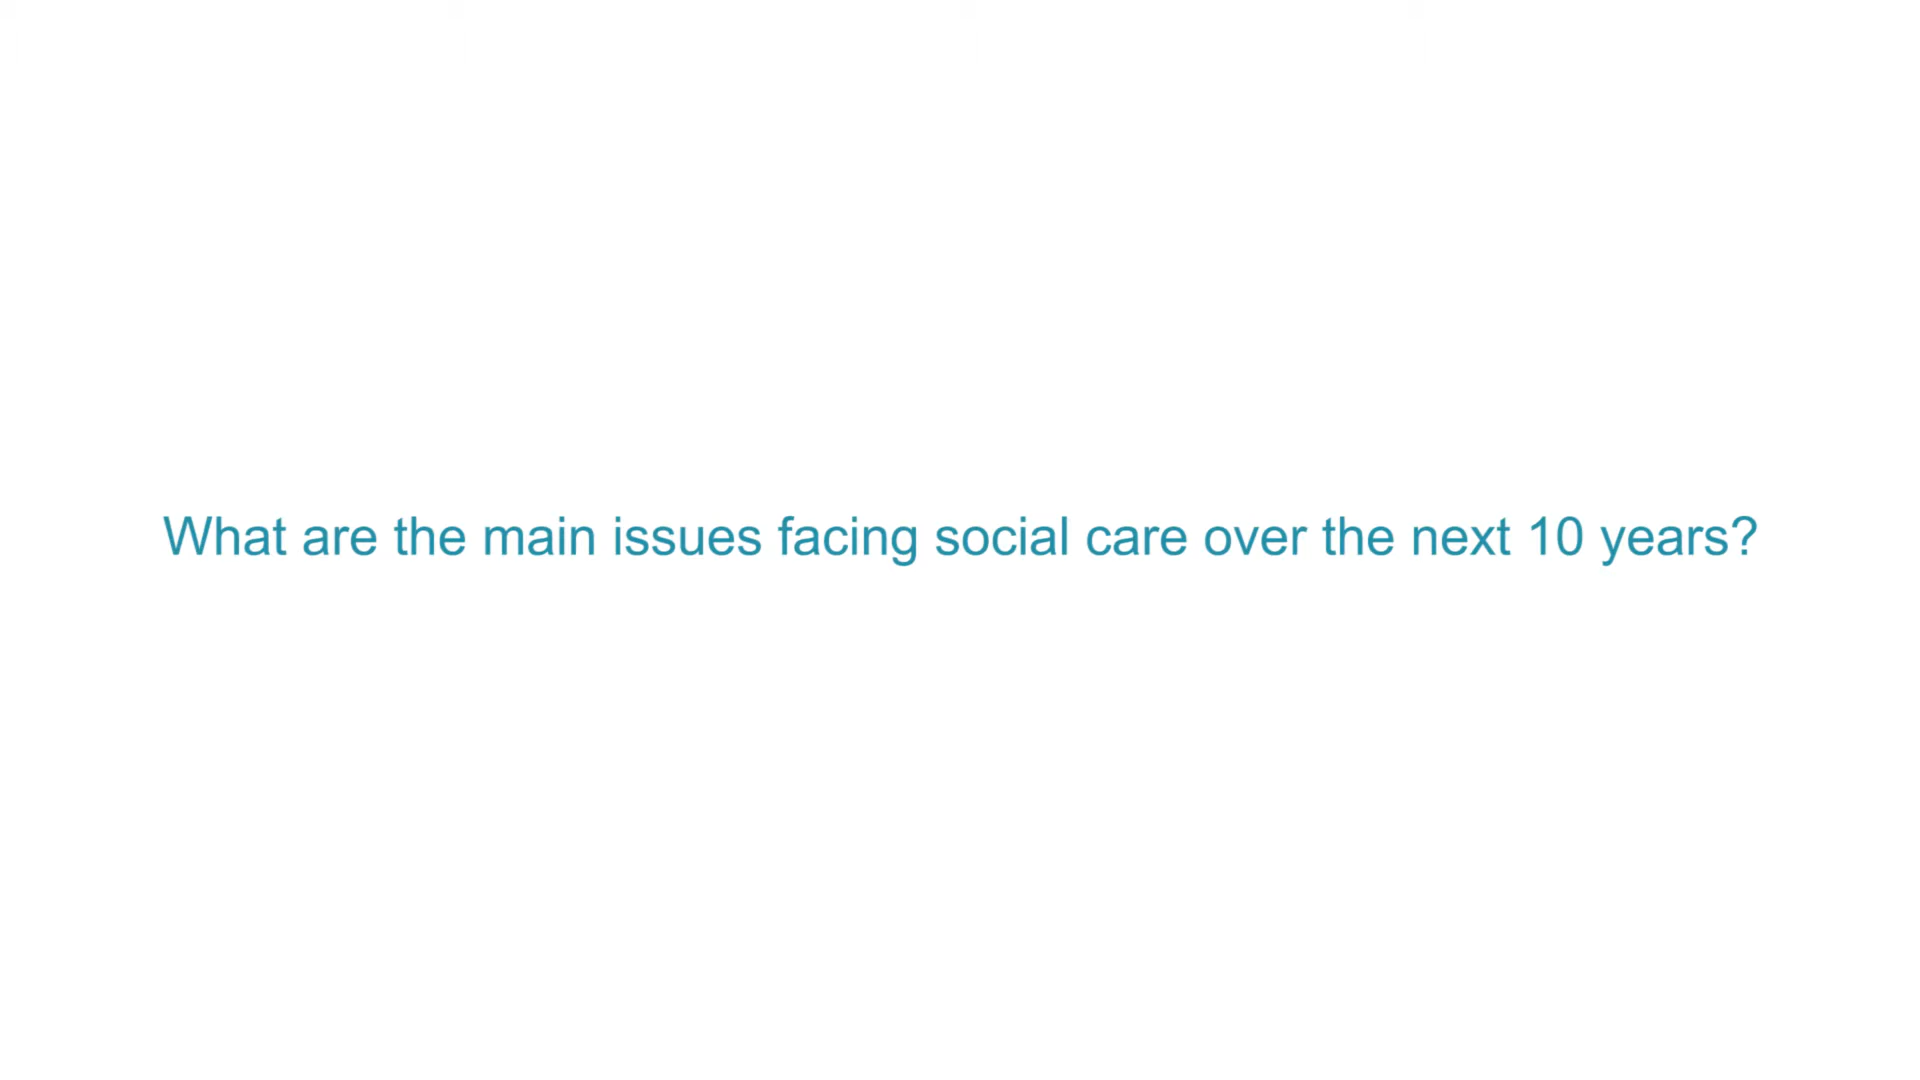 What are the main issues facing social care over the next 10 years?